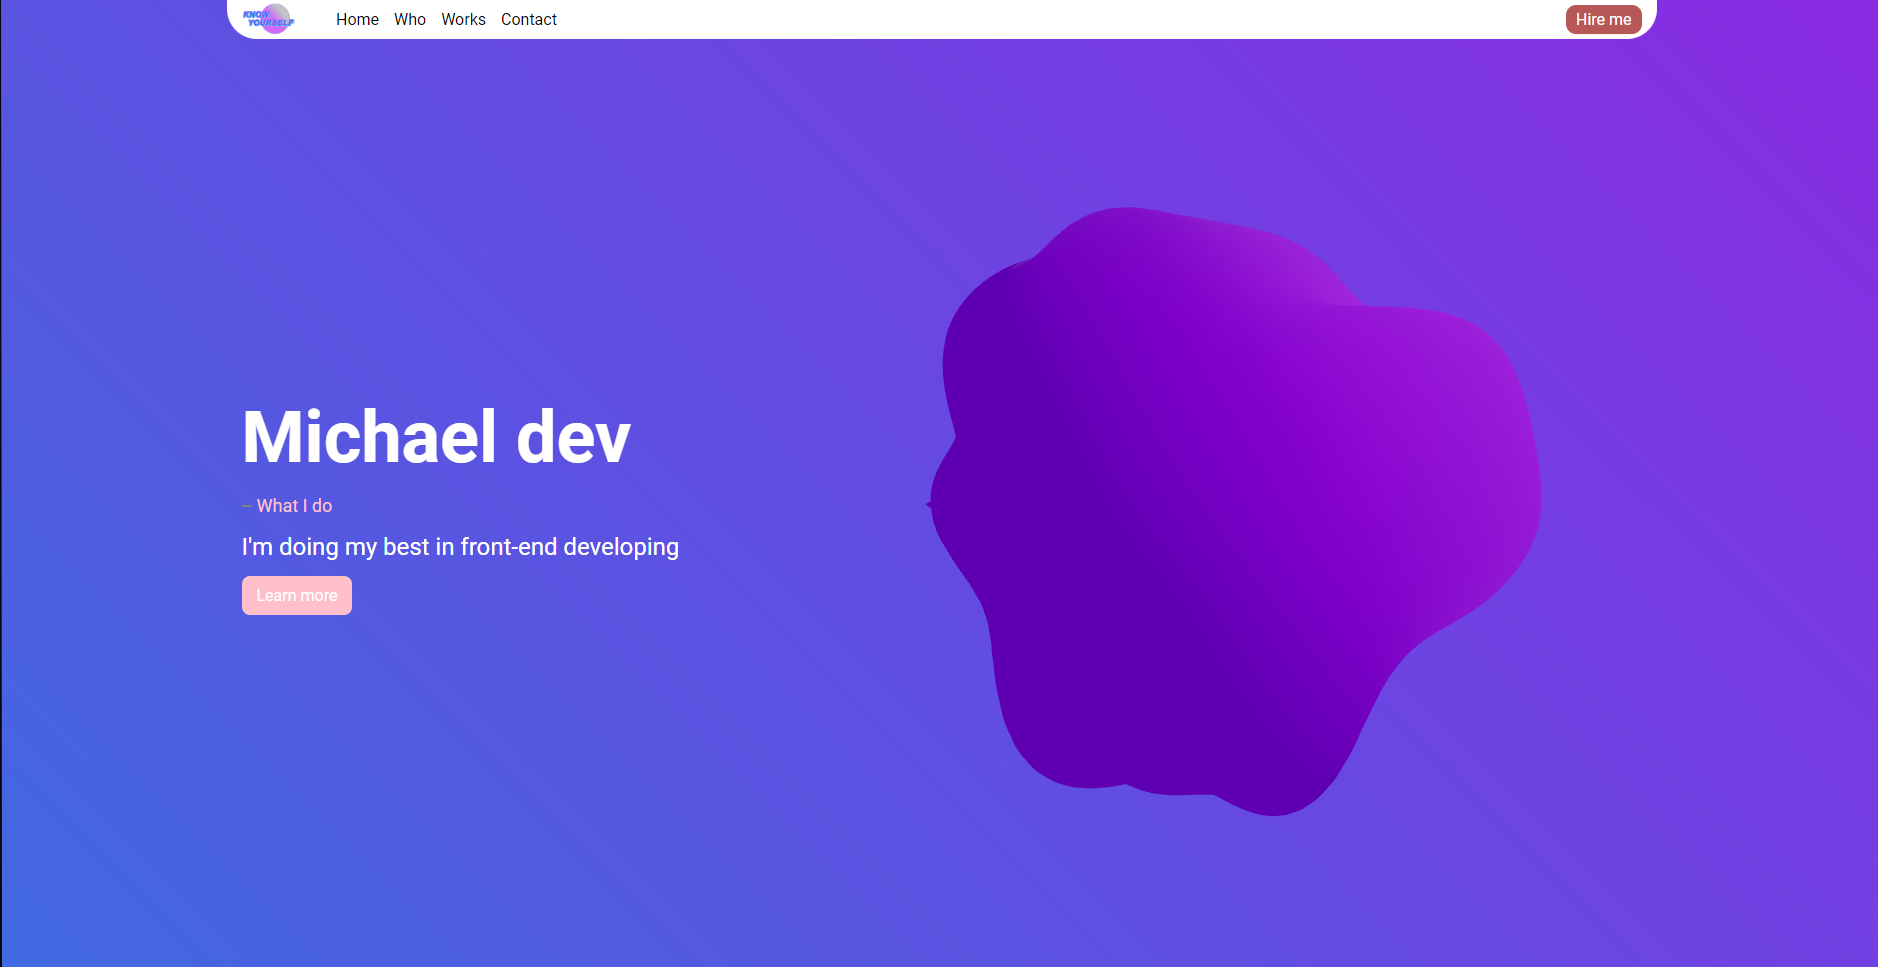 KNOW
YOURSELF
Home Who Works Contact
Hire me
Michael dev
– What I do
I'm doing my best in front-end developing
Learn more